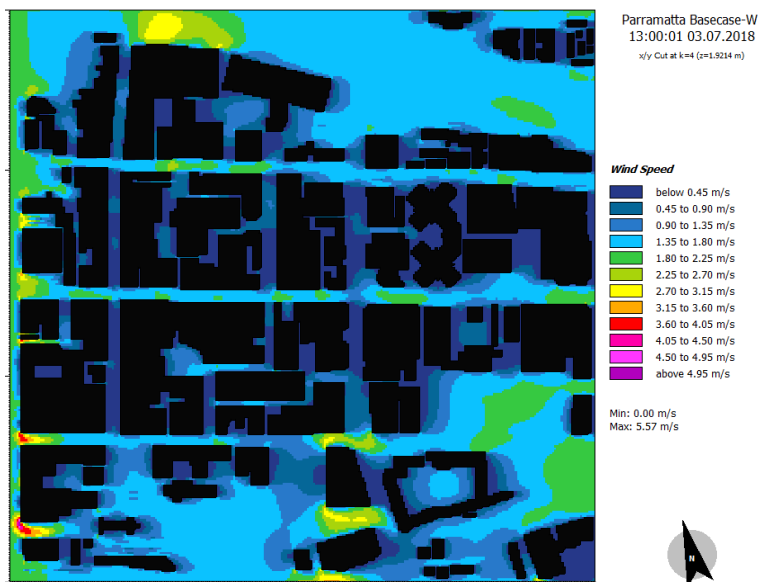 Parramatta Basecase-W
13:00:01 03.07.2018
x/y Cut at k=4 (z=1.9214 m)
Wind Speed
below 0.45 m/s
0.45 to 0.90 m/s
0.90 to 1.35 m/s
1.35 to 1.80 m/s
1.80 to 2.25 m/s
2.25 to 2.70 m/s
2.70 to 3.15 m/s
3.15 to 3.60 m/s
3.60 to 4.05 m/s
4.05 to 4.50 m/s
4.50 to 4.95 m/s
above 4.95 m/s
Min: 0.00 m/s
Max: 5.57 m/s
N